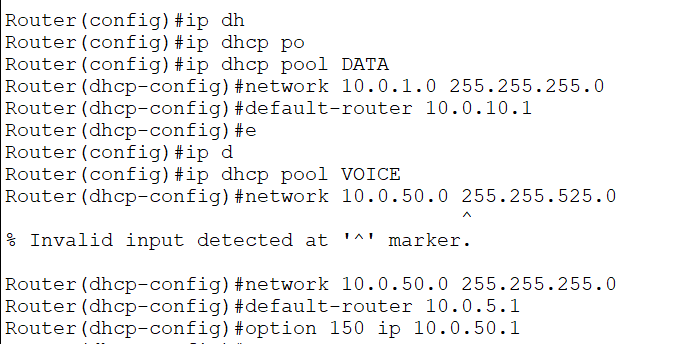 Router(config)#ip dh
Router(config)#ip dhcp po
Router(config)#ip dhcp pool DATA
Router(dhcp-config)#network 10.0.1.0 255.255.255.0
Router(dhcp-config)#default-router 10.0.10.1
Router(dhcp-config)#e
Router(config)#ip d
Router(config)#ip dhcp pool VOICE
Router(dhcp-config)#network 10.0.50.0 255.255.525.0
^
% Invalid input detected at '^' marker.
Router(dhcp-config)#network 10.0.50.0 255.255.255.0
Router(dhcp-config)#default-router 10.0.5.1
Router(dhcp-config)#option 150 ip 10.0.50.1